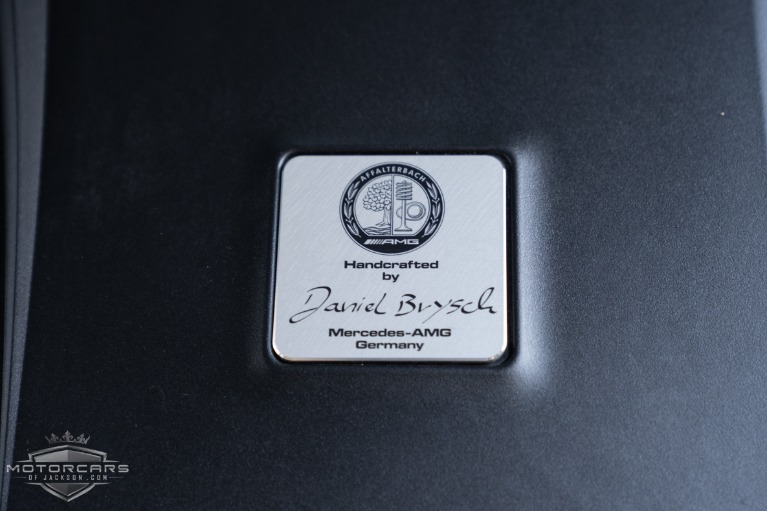 AFFALTERBACH
AMG
Handcrafted
by
Daniel Brysch
Mercedes-AMG
Germany
MOTORCARS
OF JACKSON.COM